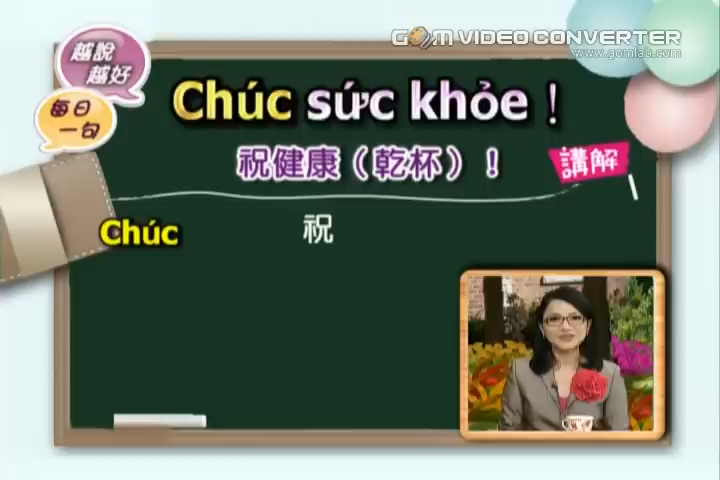 GOM VIDEO CONVERTER
www.gomlab.com
越說
越好
每日
一句
Chúc sức khỏe !
祝健康（乾杯）！
講解
Chúc 祝